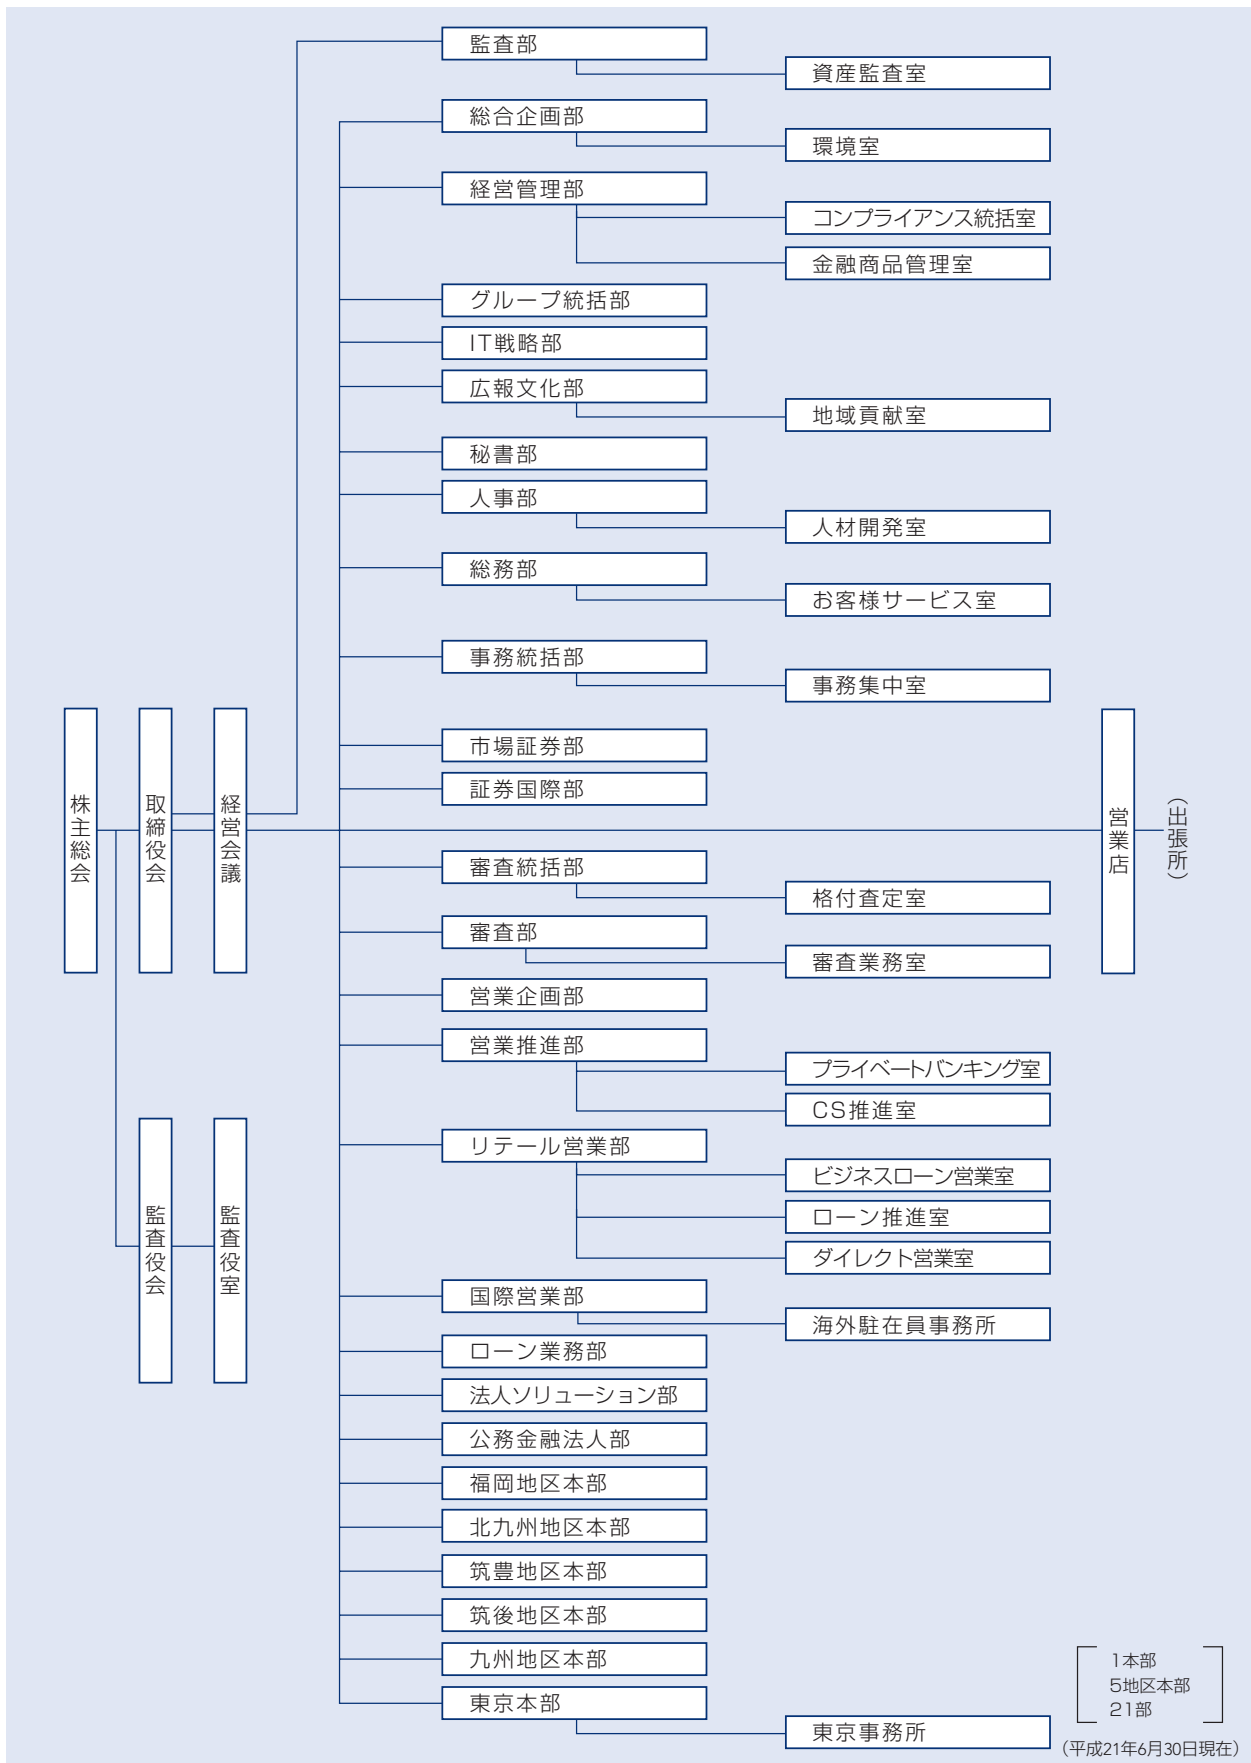 株主総会
取締役会
経営会議
監査役会
監査役室
監査部
資産監査室
総合企画部
環境室
経営管理部
コンプライアンス統括室
金融商品管理室
グループ統括部
IT戦略部
広報文化部
地域貢献室
秘書部
人事部
人材開発室
総務部
お客様サービス室
事務統括部
事務集中室
市場証券部
証券国際部
審査統括部
格付査定室
審査部
審査業務室
営業企画部
営業推進部
プライベートバンキング室
CS推進室
リテール営業部
ビジネスローン営業室
ローン推進室
ダイレクト営業室
国際営業部
海外駐在員事務所
ローン業務部
法人ソリューション部
公務金融法人部
福岡地区本部
北九州地区本部
筑豊地区本部
筑後地区本部
九州地区本部
東京本部
東京事務所
営業店
（出張所）
1本部
5地区本部
21部
（平成21年6月30日現在）